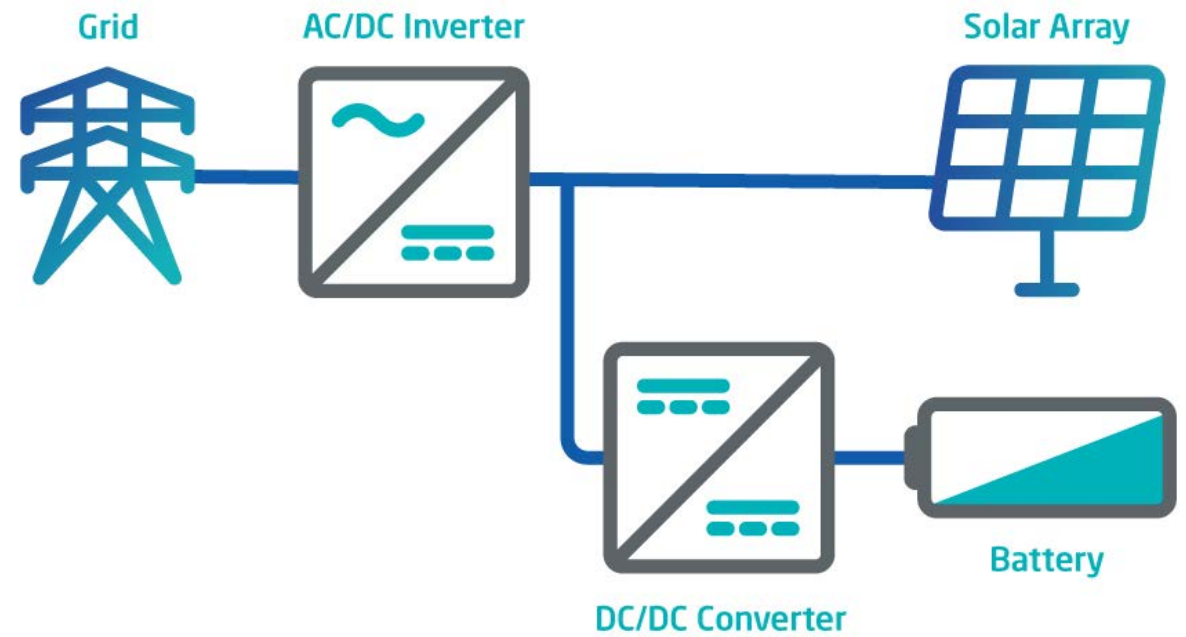 Grid
AC/DC Inverter
Solar Array
Battery
DC/DC Converter